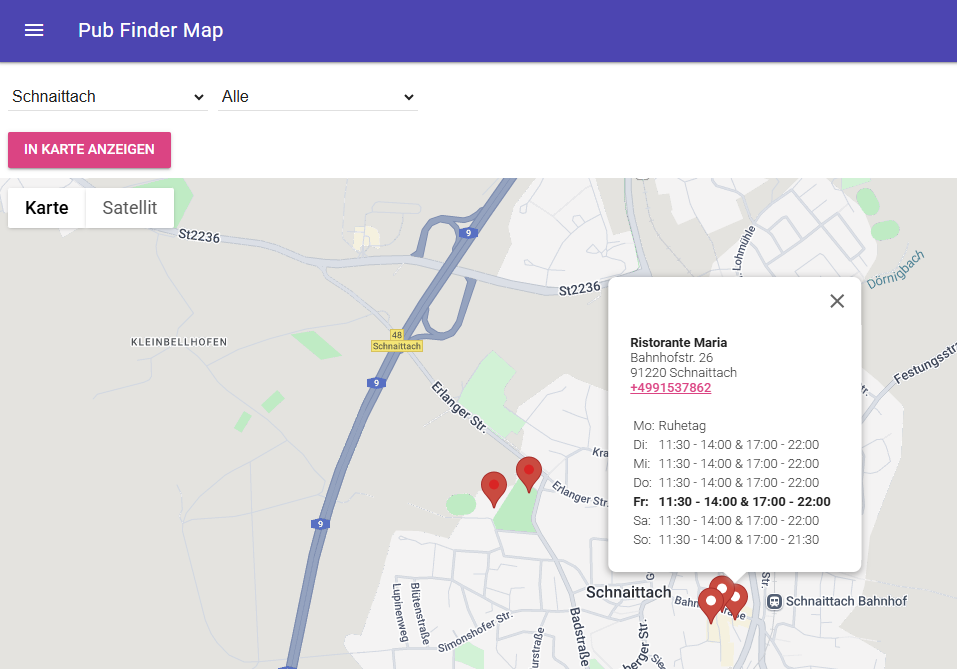 Pub Finder Map
Schnaittach
Alle
IN KARTE ANZEIGEN
Karte
Satellit
St2236
9
Lohmühle
Dörnigbach
St2236
48
Schnaittach
KLEINBELLHOFEN
9
Ristorante Maria
Bahnhofstr. 26
91220 Schnaittach
+4991537862
Mo: Ruhetag
Di: 11:30 - 14:00 & 17:00 - 22:00
Mi: 11:30 - 14:00 & 17:00 - 22:00
Do: 11:30 - 14:00 & 17:00 - 22:00
Fr: 11:30 - 14:00 & 17:00 - 22:00
Sa: 11:30 - 14:00 & 17:00 - 22:00
So: 11:30 - 14:00 & 17:00 - 21:30
Festungsstra
Erlanger Str.
Kra
Erlanger Str.
9
Schnaittach
Str.
Schnaittach Bahnhof
Lupinenweg
Blütenstraße
Simonshofer Str.
Badstraße
urstraße
berger Str.